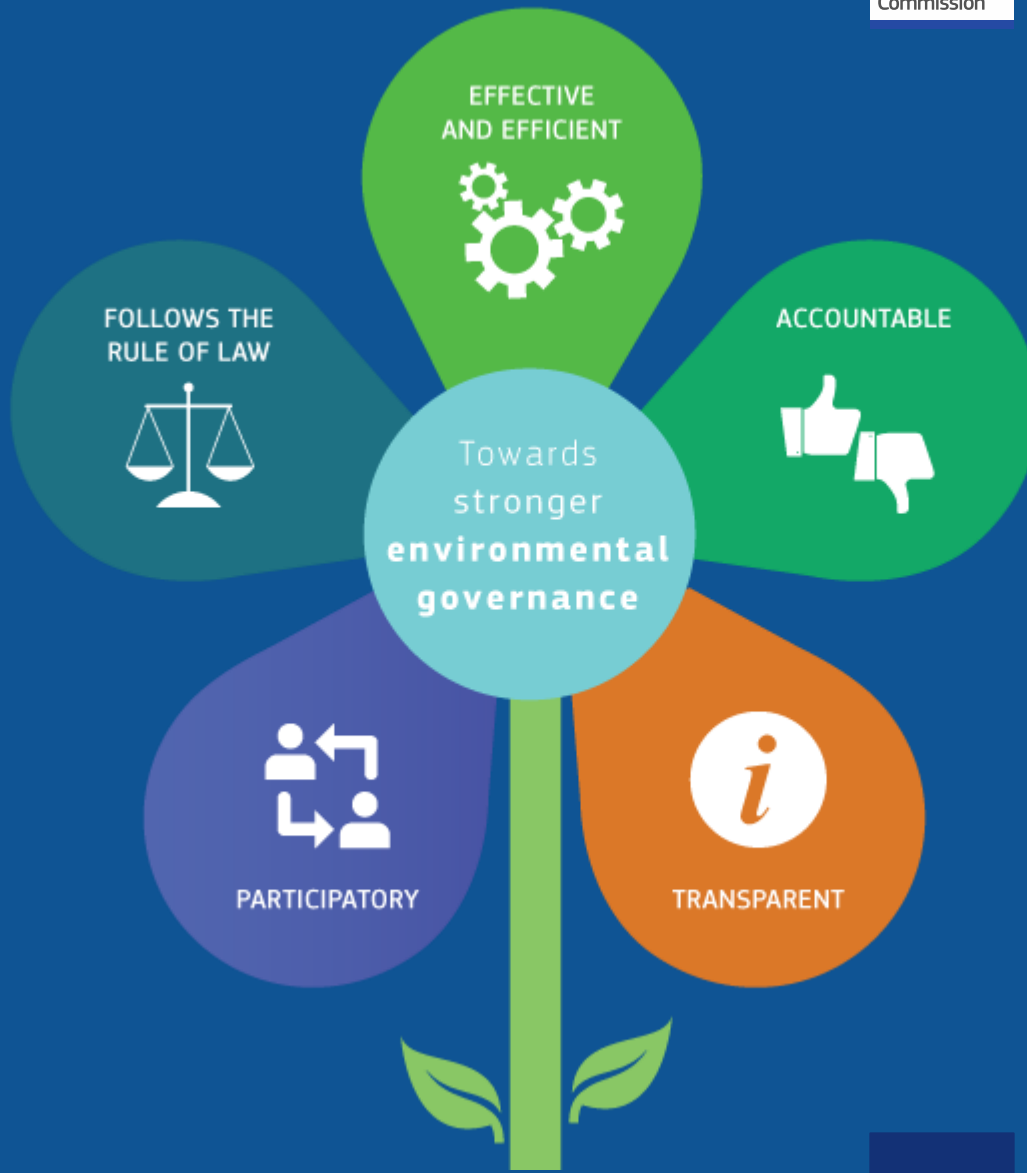 Commission
EFFECTIVE
AND EFFICIENT
FOLLOWS THE
RULE OF LAW
ACCOUNTABLE
Towards
stronger
environmental
governance
PARTICIPATORY
TRANSPARENT
i